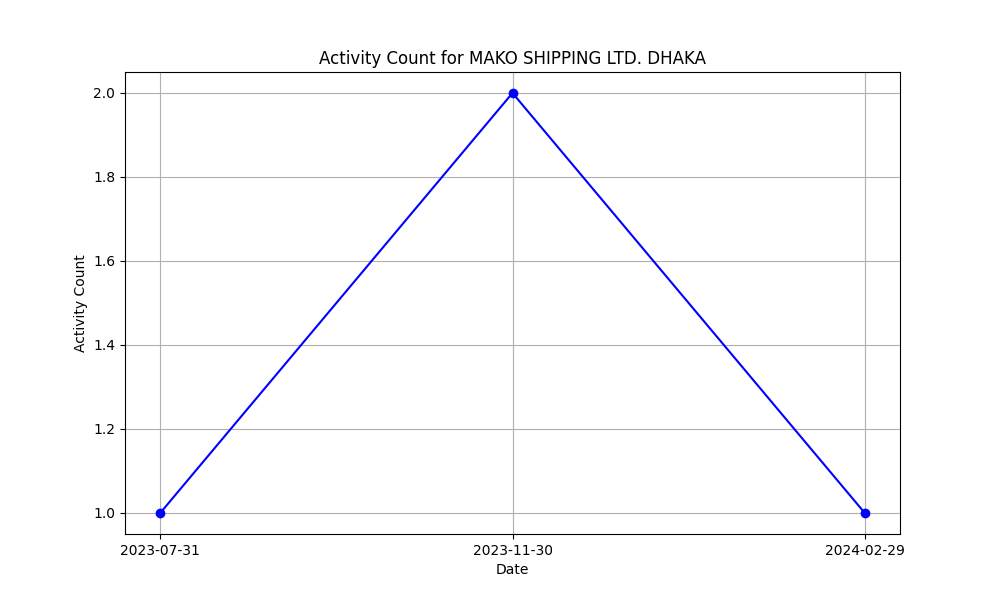 Activity Count for MAKO SHIPPING LTD. DHAKA
2.0
1.8
1.6
1.4
1.2
1.0
Activity Count
2023-07-31 2023-11-30 2024-02-29
Date